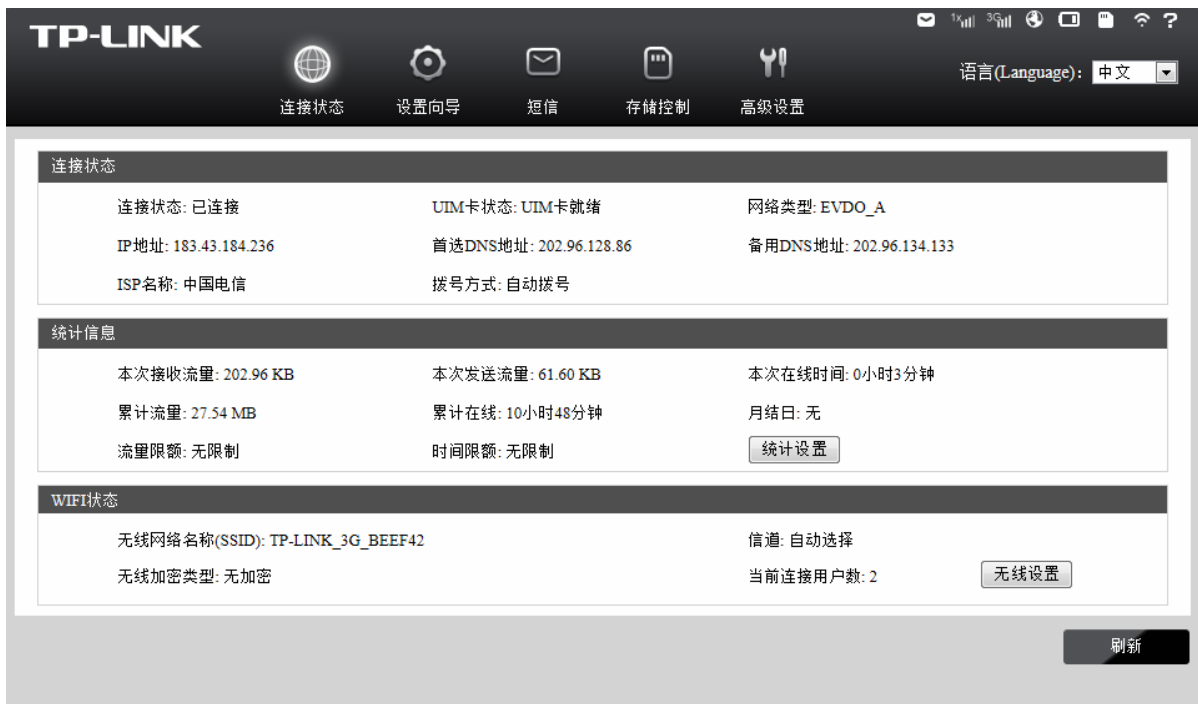 TP-LINK
1X 3G ?
语言(Language): 中文
连接状态 设置向导 短信 存储控制 高级设置
连接状态
连接状态: 已连接 UIM卡状态: UIM卡就绪 网络类型: EVDO_A
IP地址: 183.43.184.236 首选DNS地址: 202.96.128.86 备用DNS地址: 202.96.134.133
ISP名称: 中国电信 拨号方式: 自动拨号
统计信息
本次接收流量: 202.96 KB 本次发送流量: 61.60 KB 本次在线时间: 0小时3分钟
累计流量: 27.54 MB 累计在线: 10小时48分钟 月结日: 无
流量限额: 无限制 时间限额: 无限制 统计设置
WIFI状态
无线网络名称(SSID): TP-LINK_3G_BEEF42 信道: 自动选择
无线加密类型: 无加密 当前连接用户数: 2 无线设置
刷新